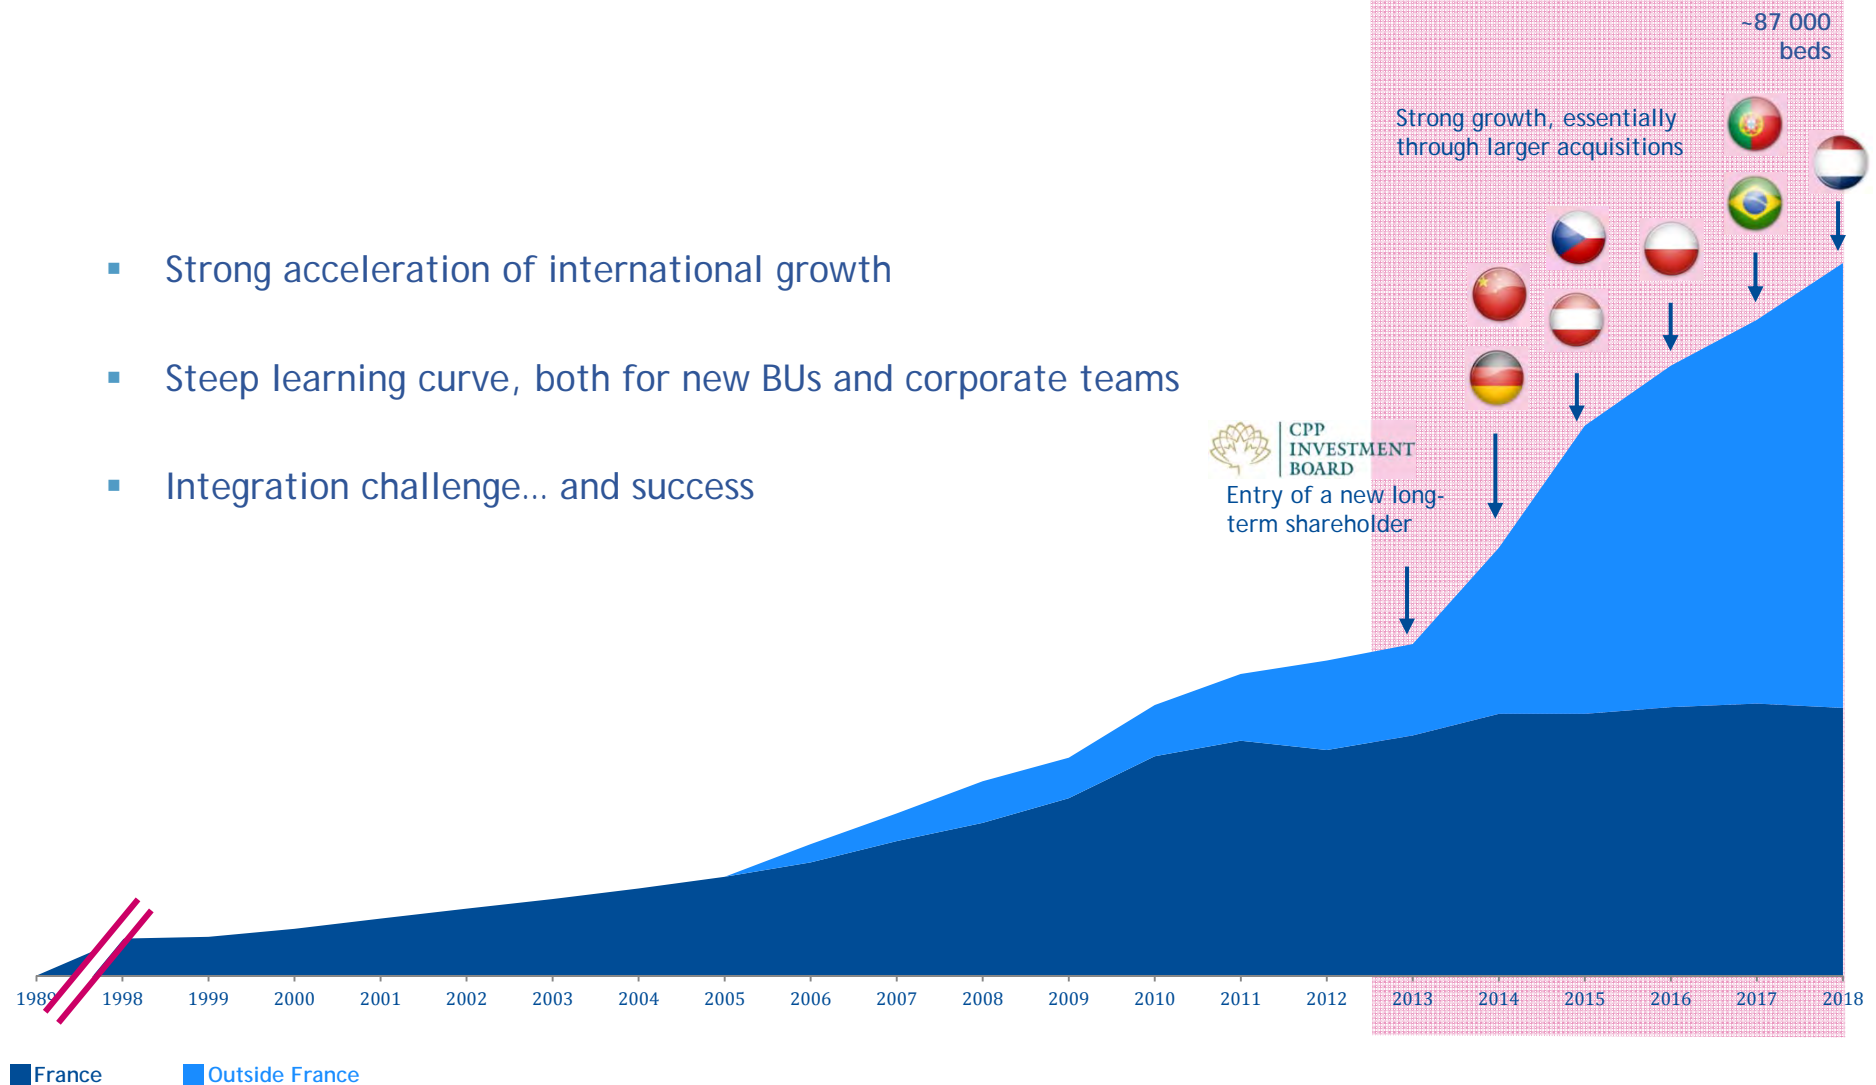 ~87 000
beds
Strong growth, essentially
through larger acquisitions
▪ Strong acceleration of international growth
▪ Steep learning curve, both for new BUs and corporate teams
▪ Integration challenge... and success
CPP
INVESTMENT
BOARD
Entry of a new long-
term shareholder
1989 1998 1999 2000 2001 2002 2003 2004 2005 2006 2007 2008 2009 2010 2011 2012 2013 2014 2015 2016 2017 2018
France Outside France